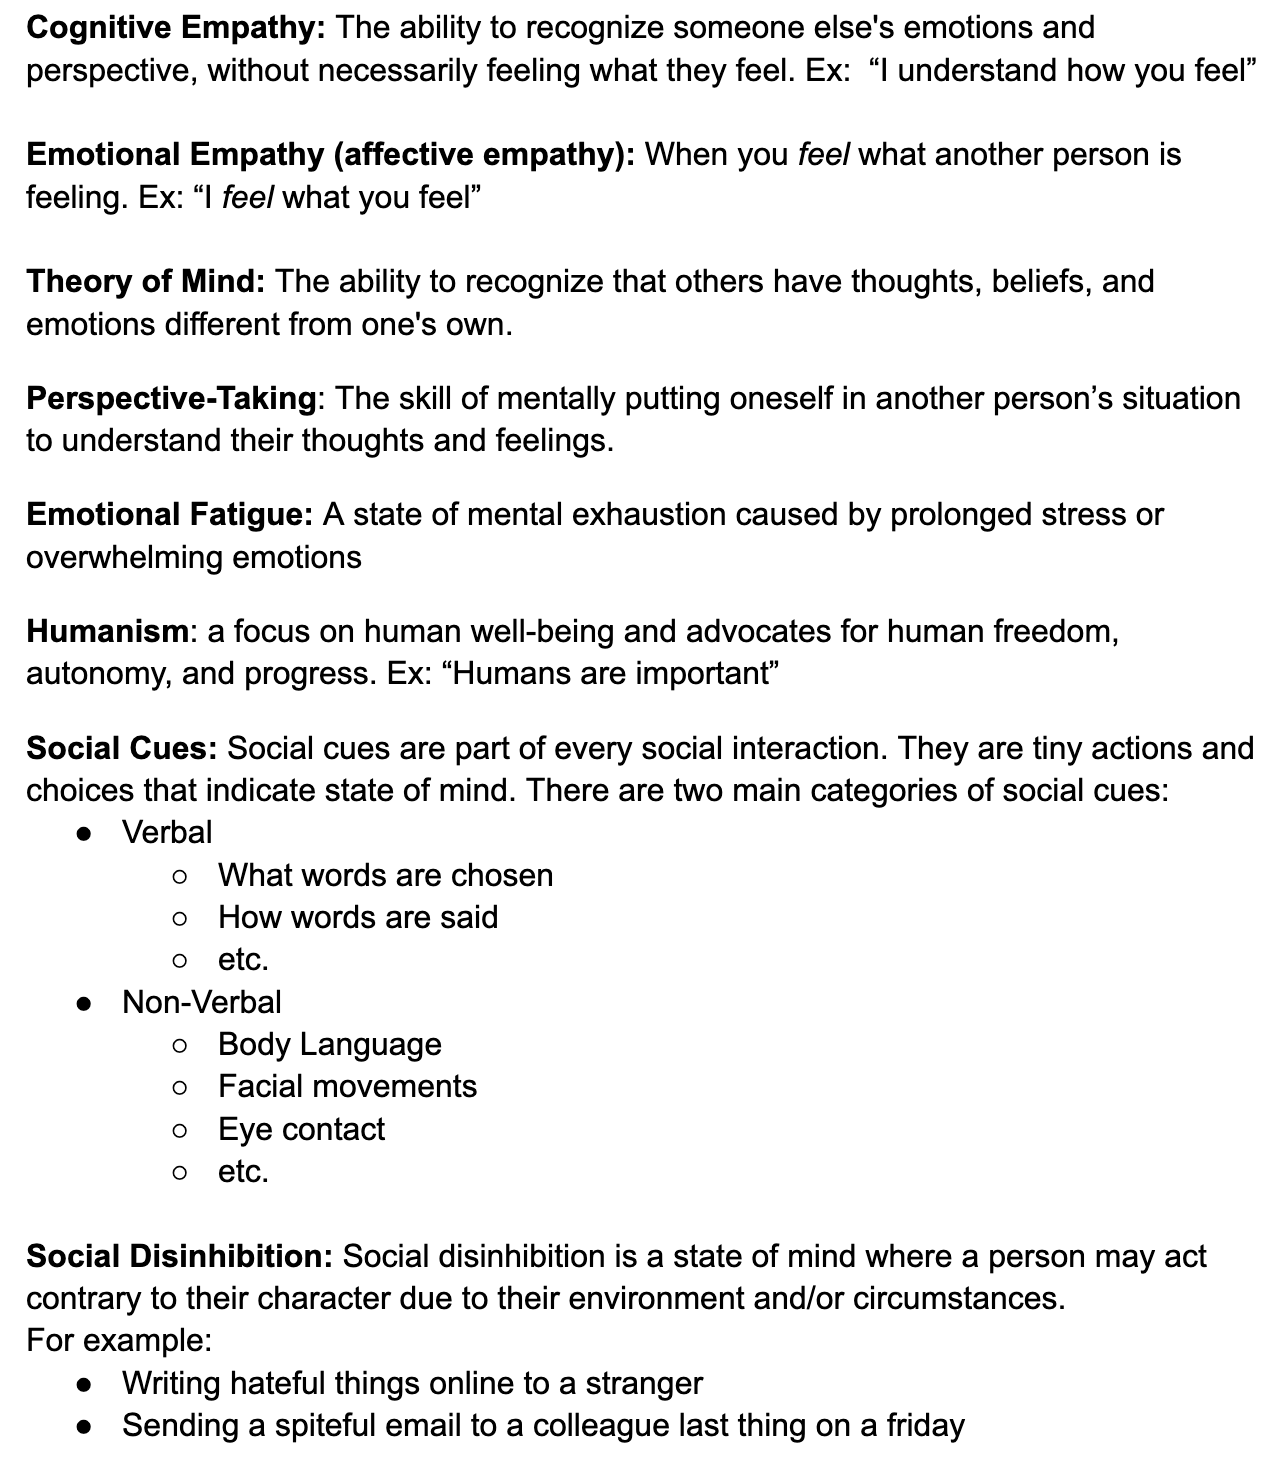 Cognitive Empathy: The ability to recognize someone else's emotions and
perspective, without necessarily feeling what they feel. Ex:  “I understand how you feel”
Emotional Empathy (affective empathy): When you feel what another person is
feeling. Ex: “I feel what you feel”
Theory of Mind: The ability to recognize that others have thoughts, beliefs, and
emotions different from one's own.
Perspective-Taking: The skill of mentally putting oneself in another person’s situation
to understand their thoughts and feelings.
Emotional Fatigue: A state of mental exhaustion caused by prolonged stress or
overwhelming emotions
Humanism: a focus on human well-being and advocates for human freedom,
autonomy, and progress. Ex: “Humans are important”
Social Cues: Social cues are part of every social interaction. They are tiny actions and
choices that indicate state of mind. There are two main categories of social cues:
● Verbal
○ What words are chosen
○ How words are said
○ etc.
● Non-Verbal
○ Body Language
○ Facial movements
○ Eye contact
○ etc.
Social Disinhibition: Social disinhibition is a state of mind where a person may act
contrary to their character due to their environment and/or circumstances.
For example:
● Writing hateful things online to a stranger
● Sending a spiteful email to a colleague last thing on a friday